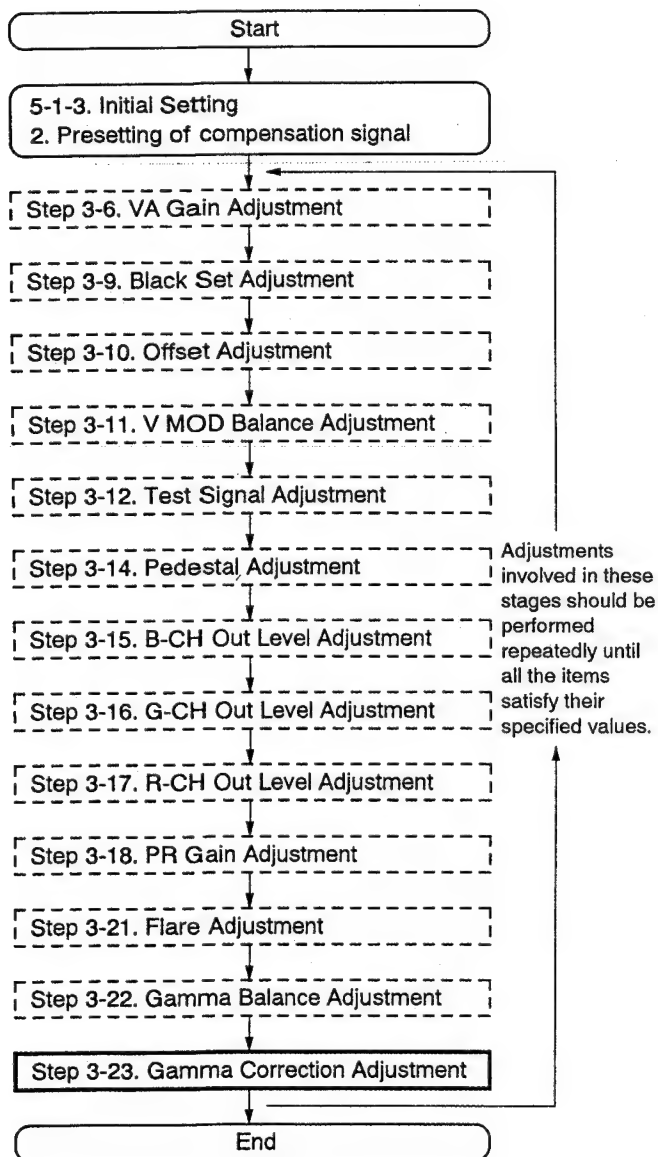 Start
5-1-3. Initial Setting
2. Presetting of compensation signal
Step 3-6. VA Gain Adjustment
Step 3-9. Black Set Adjustment
Step 3-10. Offset Adjustment
Step 3-11. V MOD Balance Adjustment
Step 3-12. Test Signal Adjustment
Step 3-14. Pedestal Adjustment
Step 3-15. B-CH Out Level Adjustment
Step 3-16. G-CH Out Level Adjustment
Step 3-17. R-CH Out Level Adjustment
Step 3-18. PR Gain Adjustment
Step 3-21. Flare Adjustment
Step 3-22. Gamma Balance Adjustment
Step 3-23. Gamma Correction Adjustment
End
Adjustments
involved in these
stages should be
performed
repeatedly until
all the items
satisfy their
specified values.